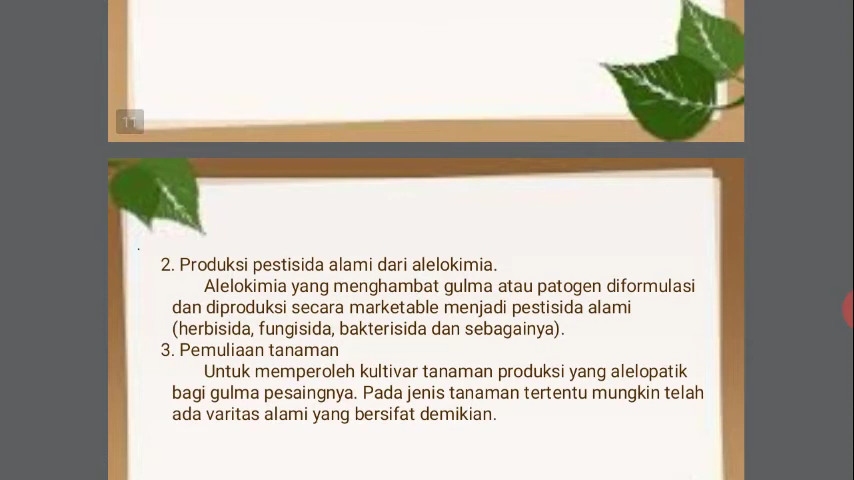 11
2. Produksi pestisida alami dari alelokimia.
Alelokimia yang menghambat gulma atau patogen diformulasi
dan diproduksi secara marketable menjadi pestisida alami
(herbisida, fungisida, bakterisida dan sebagainya).
3. Pemuliaan tanaman
Untuk memperoleh kultivar tanaman produksi yang alelopatik
bagi gulma pesaingnya. Pada jenis tanaman tertentu mungkin telah
ada varitas alami yang bersifat demikian.